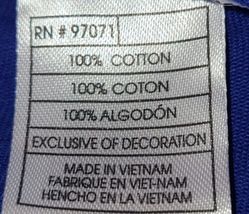 RN # 97071
100% COTTON
100% COTON
100% ALGODÓN
EXCLUSIVE OF DECORATION
MADE IN VIETNAM
FABRIQUE EN VIET-NAM
HENCHO EN LA VIETNAM